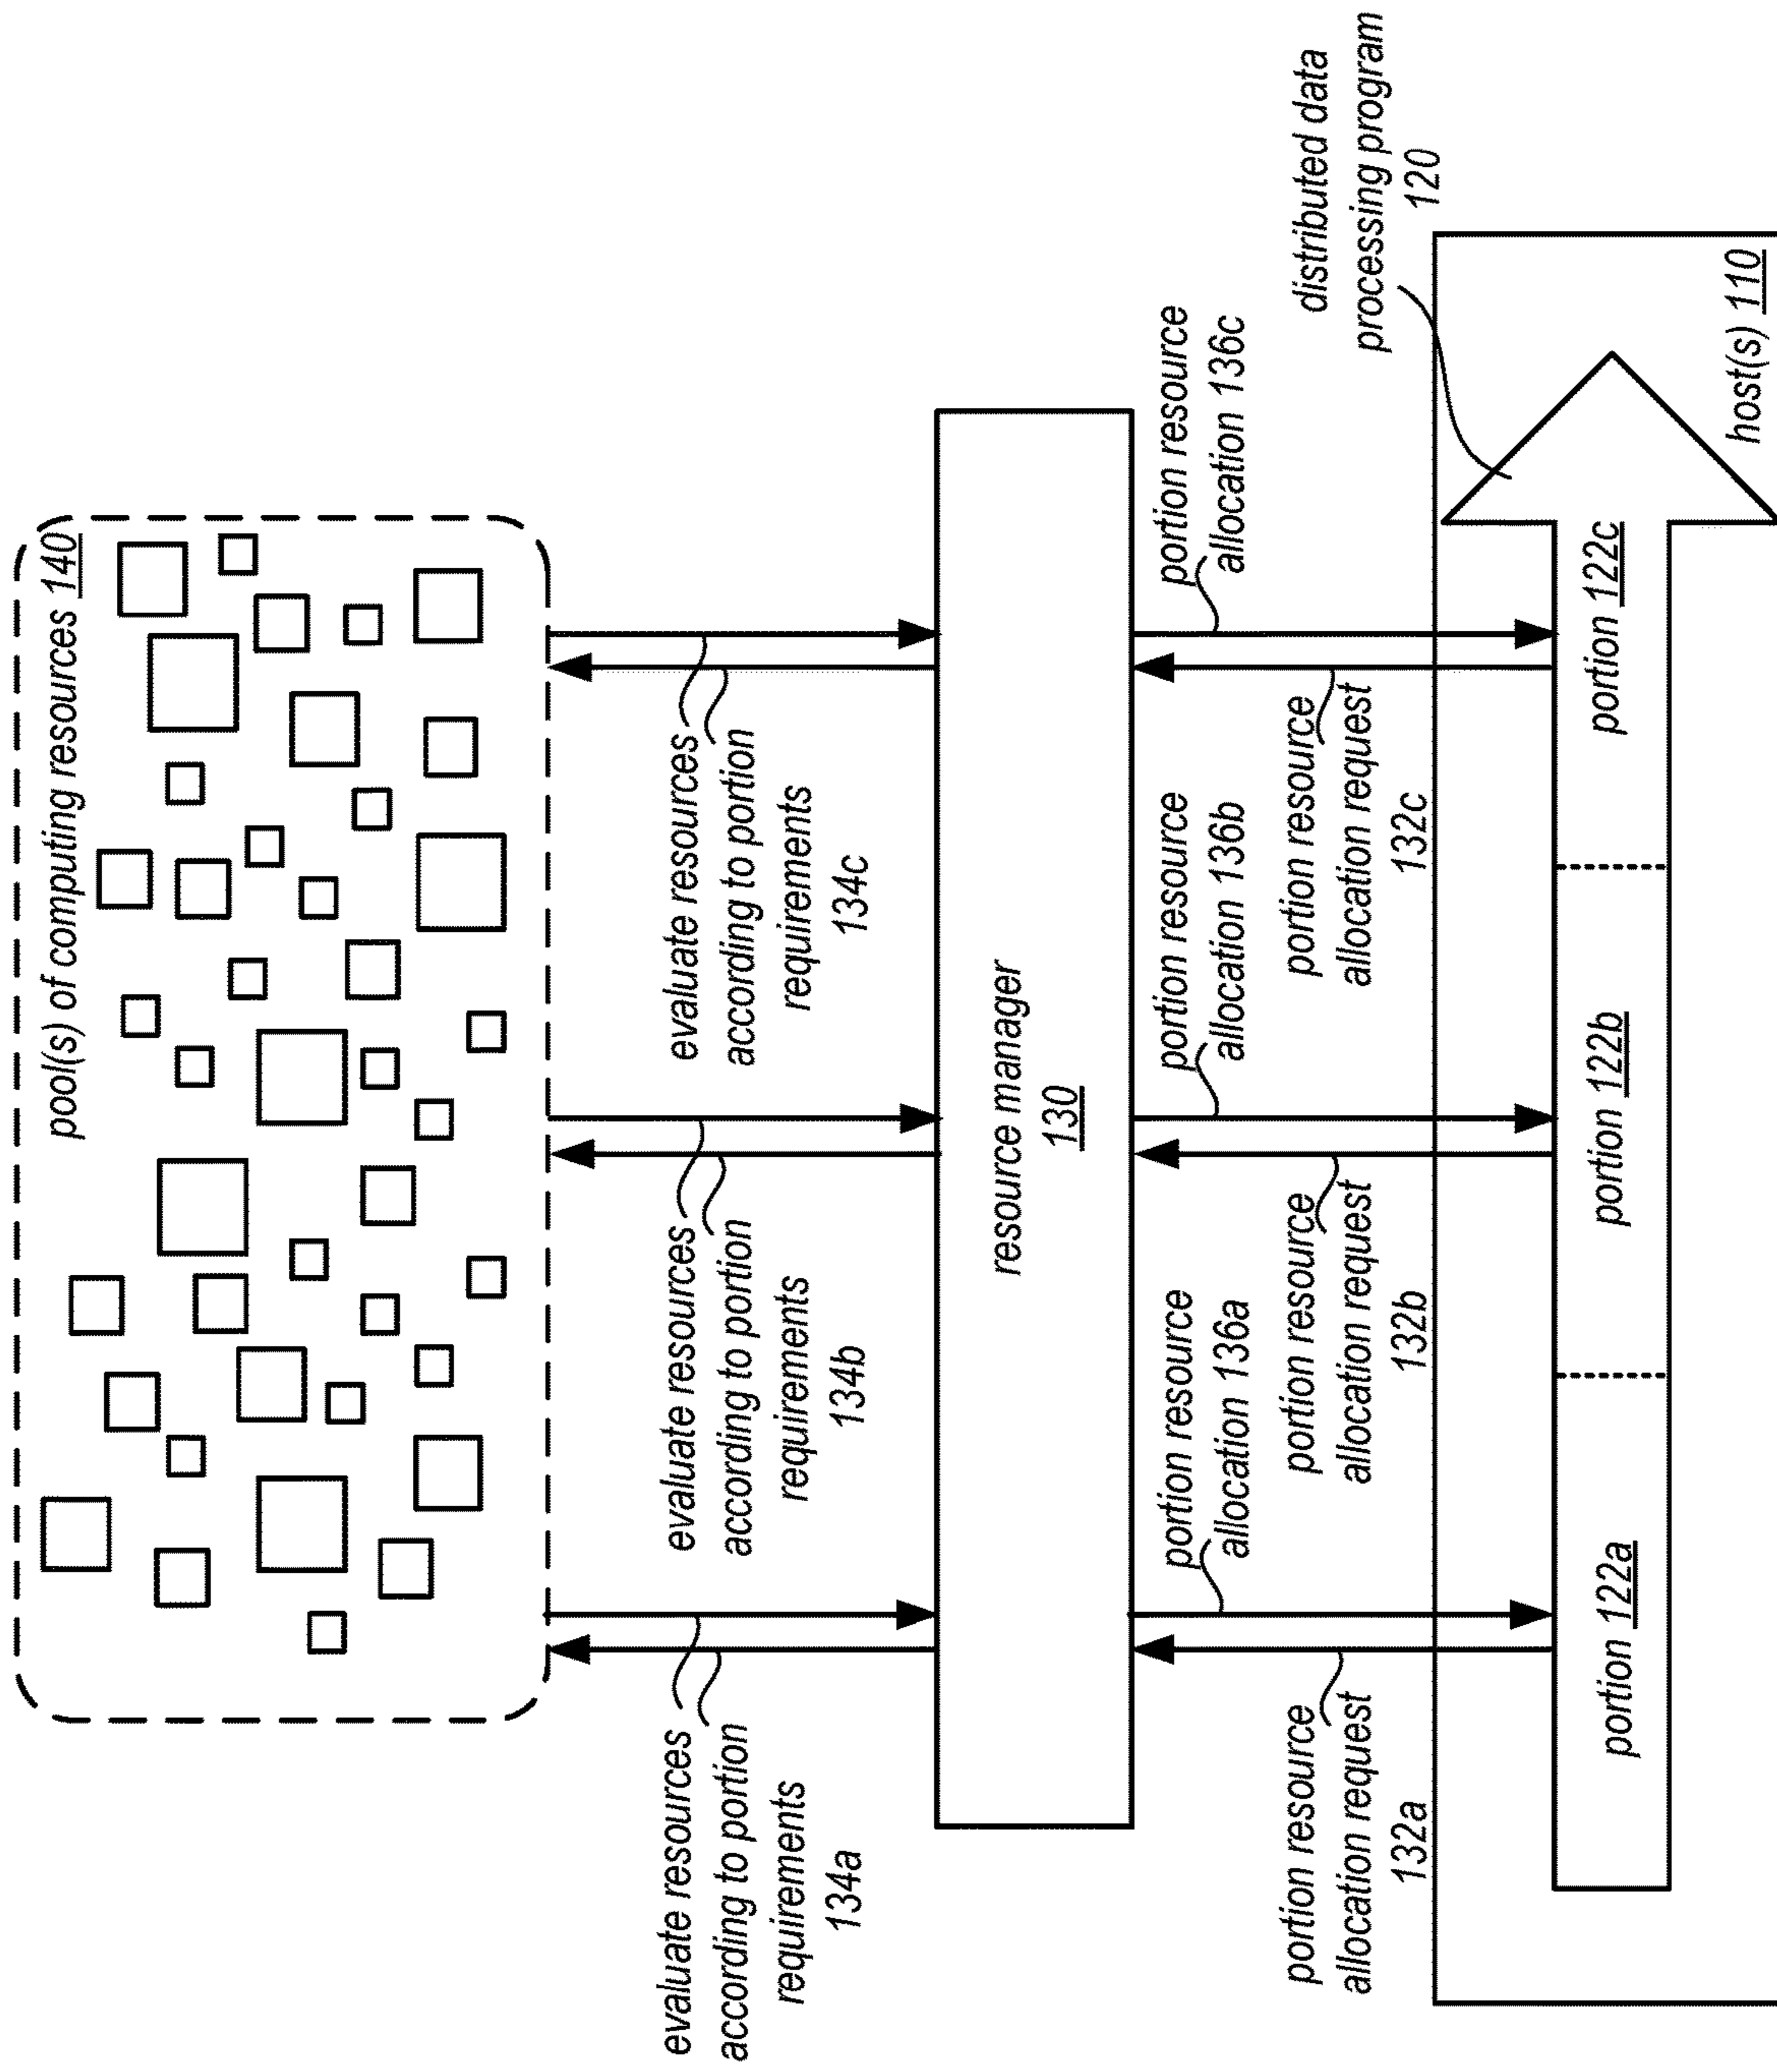 pool(s) of computing resources 140
evaluate resources
according to portion
requirements
134a
evaluate resources
according to portion
requirements
134b
evaluate resources
according to portion
requirements
134c
resource manager
130
portion resource
allocation 136a
portion resource
allocation 136b
portion resource
allocation 136c
portion resource
allocation request
132a
portion resource
allocation request
132b
portion resource
allocation request
132c
distributed data
processing program
120
portion 122a
portion 122b
portion 122c
host(s) 110